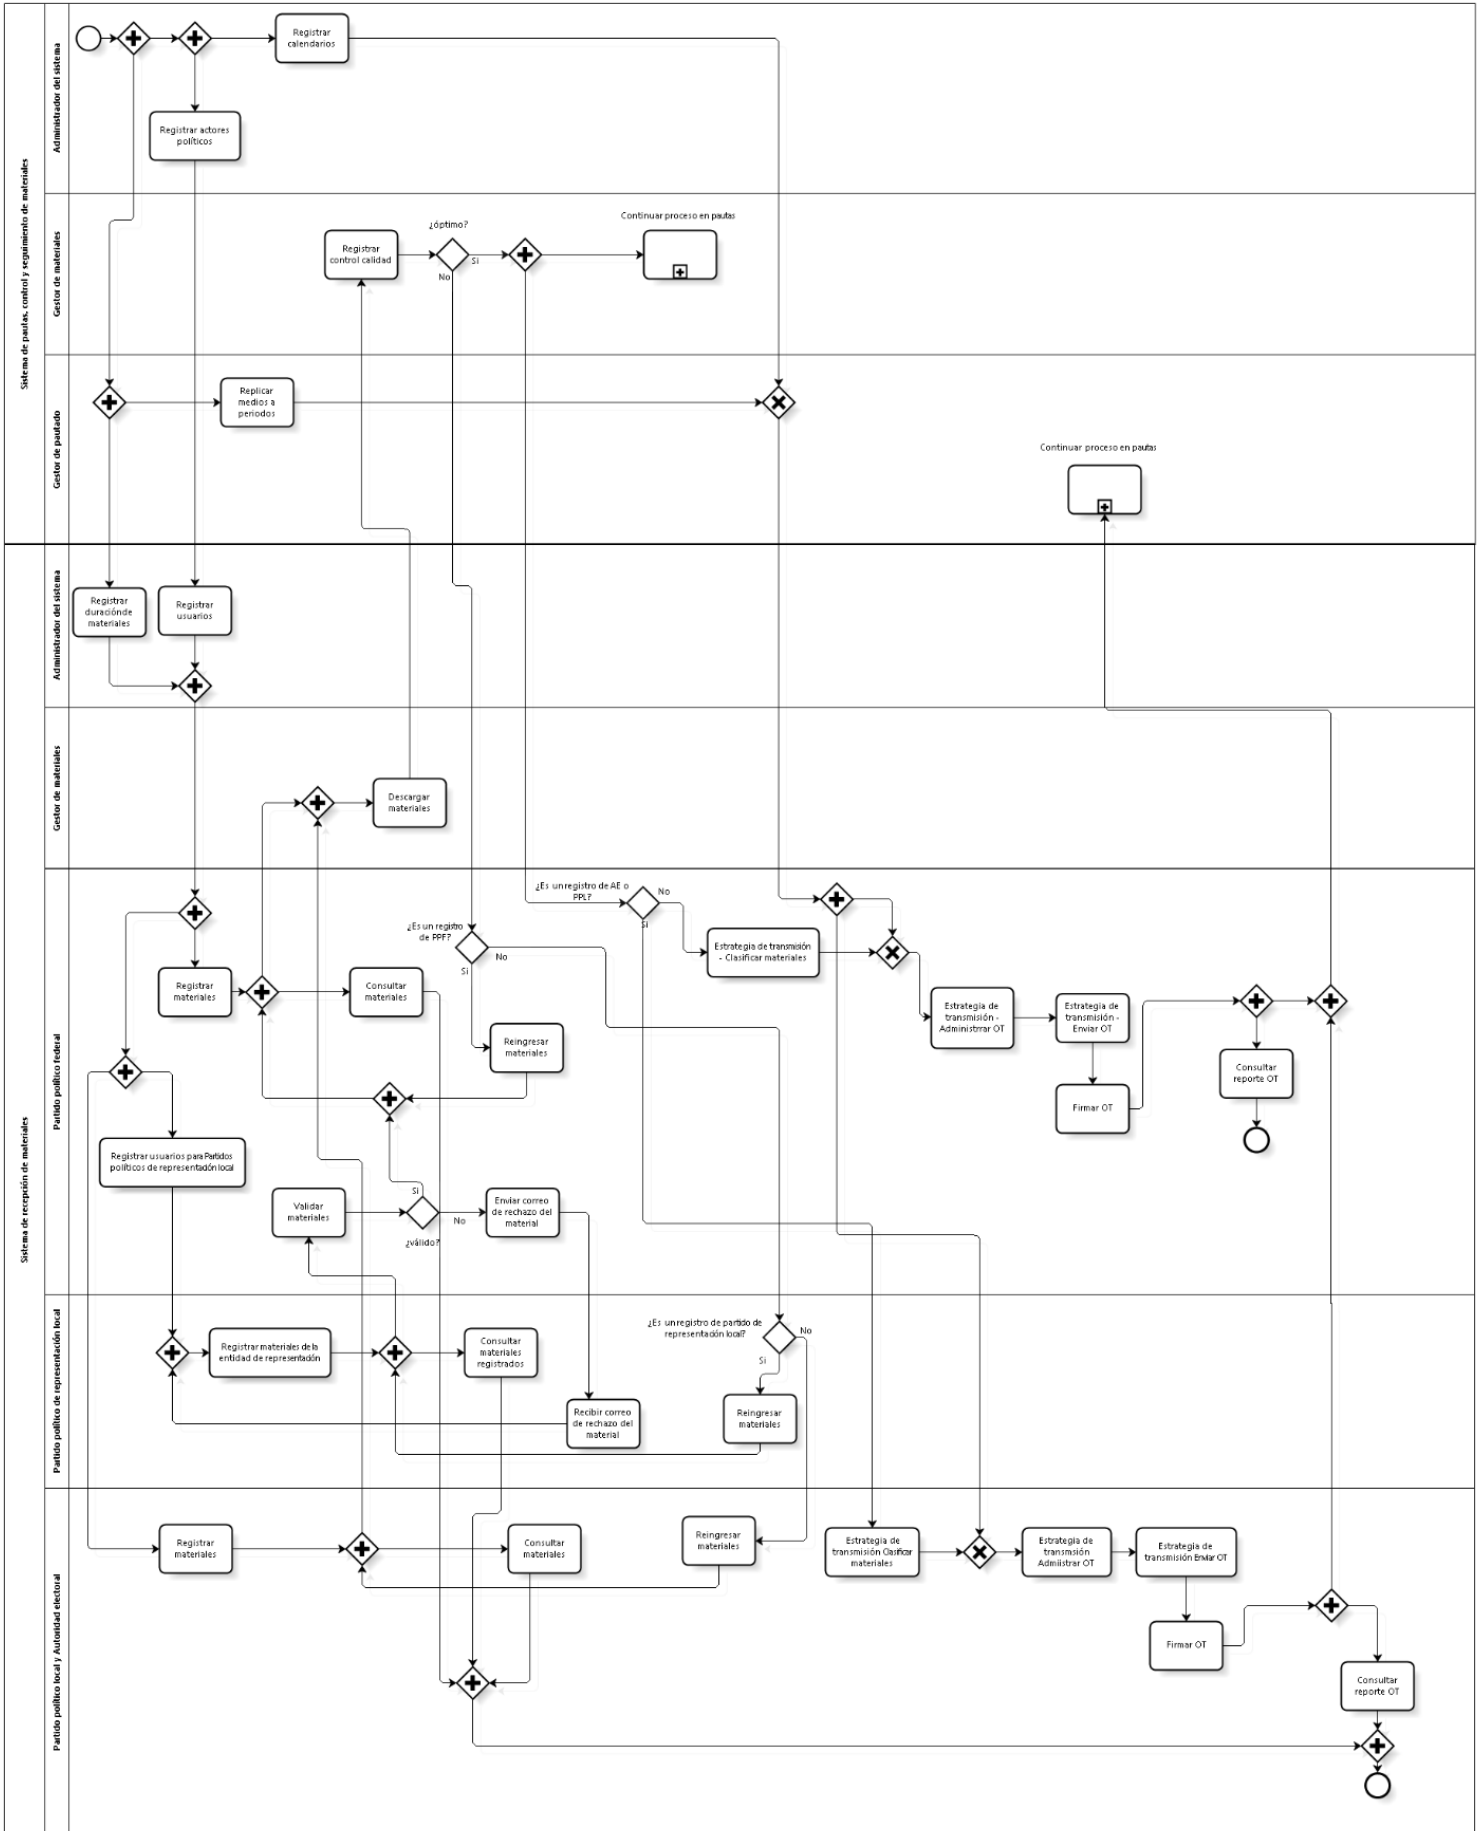 Sistema de pautas, control y seguimiento de materiales
Administrador del sistema
Registrar
calendarios
Registrar actores
políticos
Gestor de materiales
Registrar
control calidad
¿óptimo?
Si
No
Continuar proceso en pautas
Gestor de pautado
Replicar
medios a
periodos
Continuar proceso en pautas
Sistema de recepción de materiales
Administrador del sistema
Registrar
duraciónde
materiales
Registrar
usuarios
Gestor de materiales
Descargar
materiales
Partido político federal
¿Es un registro de AE o
PPL?
No
Si
¿Es un registro
de PPF?
No
Si
Estrategia de transmisión
- Clasificar materiales
Registrar
materiales
Consultar
materiales
Estrategia de
transmisión -
Administrrar OT
Estrategia de
transmisión -
Enviar OT
Reingresar
materiales
Consultar
reporte OT
Firmar OT
Registrar usuarios para Partidos
políticos de representación local
Validar
materiales
Si
No
¿válido?
Enviar correo
de rechazo del
material
Partido político de representación local
¿Es un registro de partido de
representación local?
No
Si
Registrar materiales dela
entidad de representación
Consultar
materiales
registrados
Recibir correo
de rechazo del
material
Reingresar
materiales
Partido político local y Autoridad electoral
Registrar
materiales
Consultar
materiales
Reingresar
materiales
Estrategia de
transmisión Clasificar
materiales
Estrategia de
transmsión
Admiistrar OT
Estrategia de
transmisión Enviar OT
Firmar OT
Consultar
reporte OT